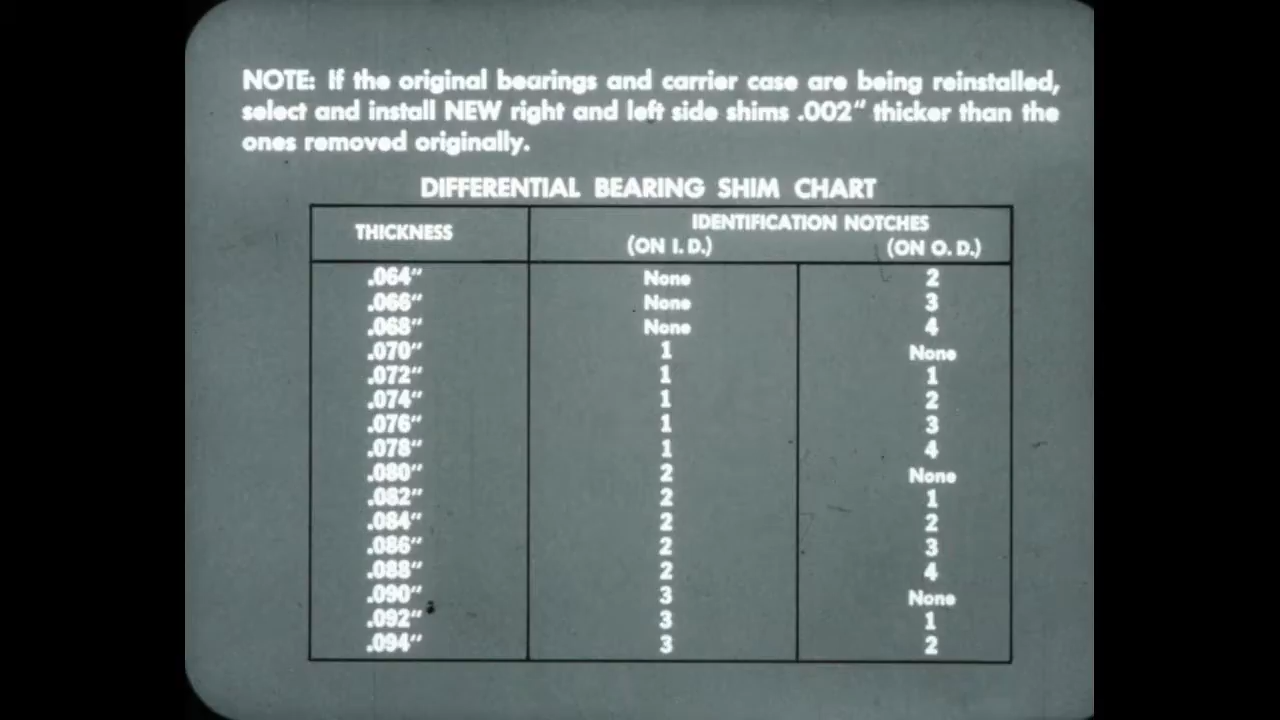 NOTE: If the original bearings and carrier case are being reinstalled,
select and install NEW right and left side shims .002" thicker than the
ones removed originally.
DIFFERENTIAL BEARING SHIM CHART
THICKNESS IDENTIFICATION NOTCHES
(ON I. D.) (ON O. D.)
.064" None 2
.066" None 3
.068" None 4
.070" 1 None
.072" 1 1
.074" 1 2
.076" 1 3
.078" 1 4
.080" 2 None
.082" 2 1
.084" 2 2
.086" 2 3
.088" 2 4
.090" 3 None
.092" 3 1
.094" 3 2